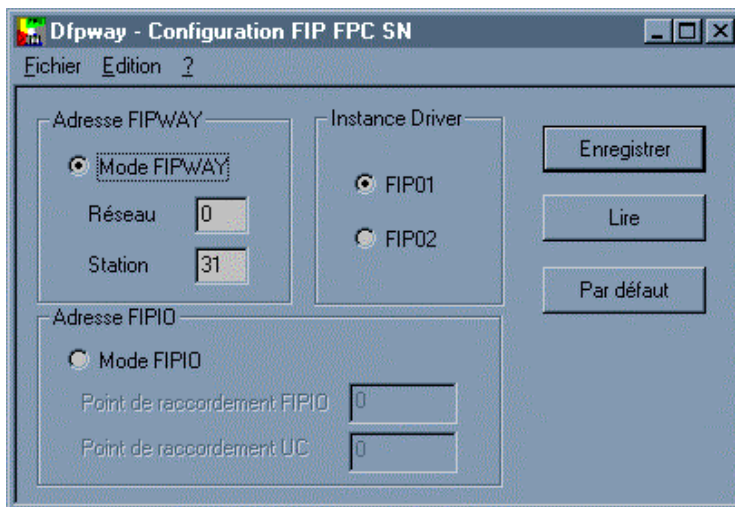 Dfpway - Configuration FIP FPC SN
Fichier Edition ?
Adresse FIPWAY
Mode FIPWAY
Réseau 0
Station 31
Instance Driver
FIP01
FIP02
Enregistrer
Lire
Par défaut
Adresse FIPIO
Mode FIPIO
Point de raccordement FIPIO 0
Point de raccordement UC 0